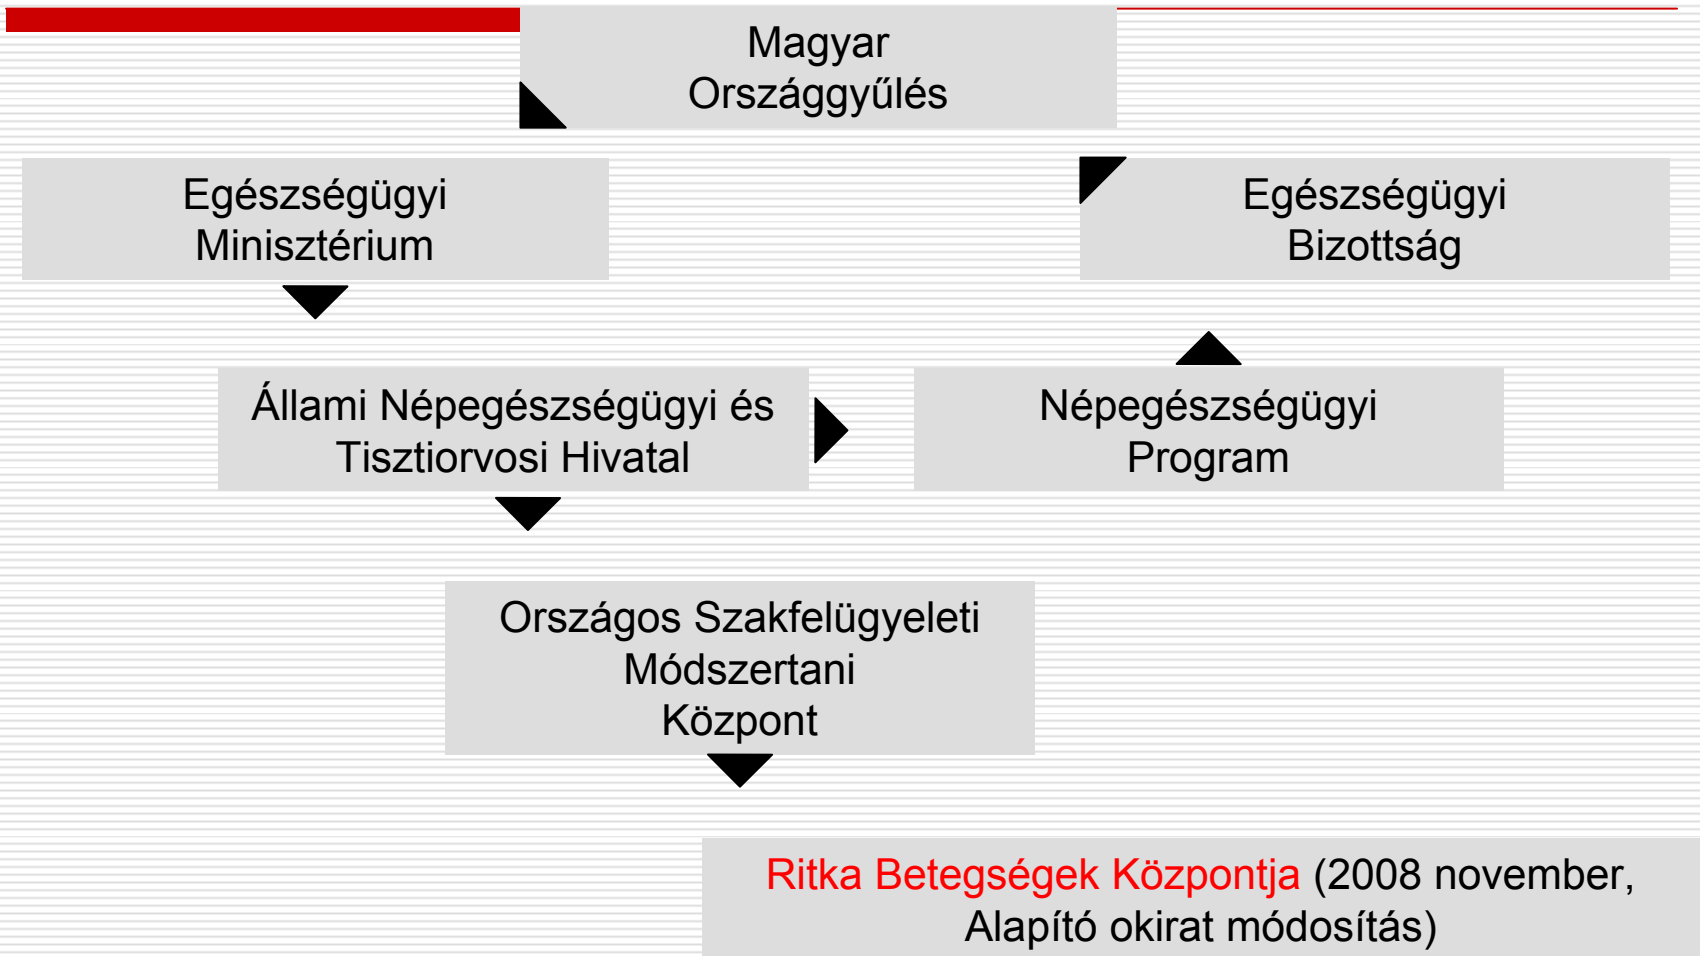 Magyar
Országgyűlés
Egészségügyi
Minisztérium
Egészségügyi
Bizottság
Állami Népegészségügyi és
Tisztiorvosi Hivatal
Népegészségügyi
Program
Országos Szakfelügyeleti
Módszertani
Központ
Ritka Betegségek Központja (2008 november,
Alapító okirat módosítás)